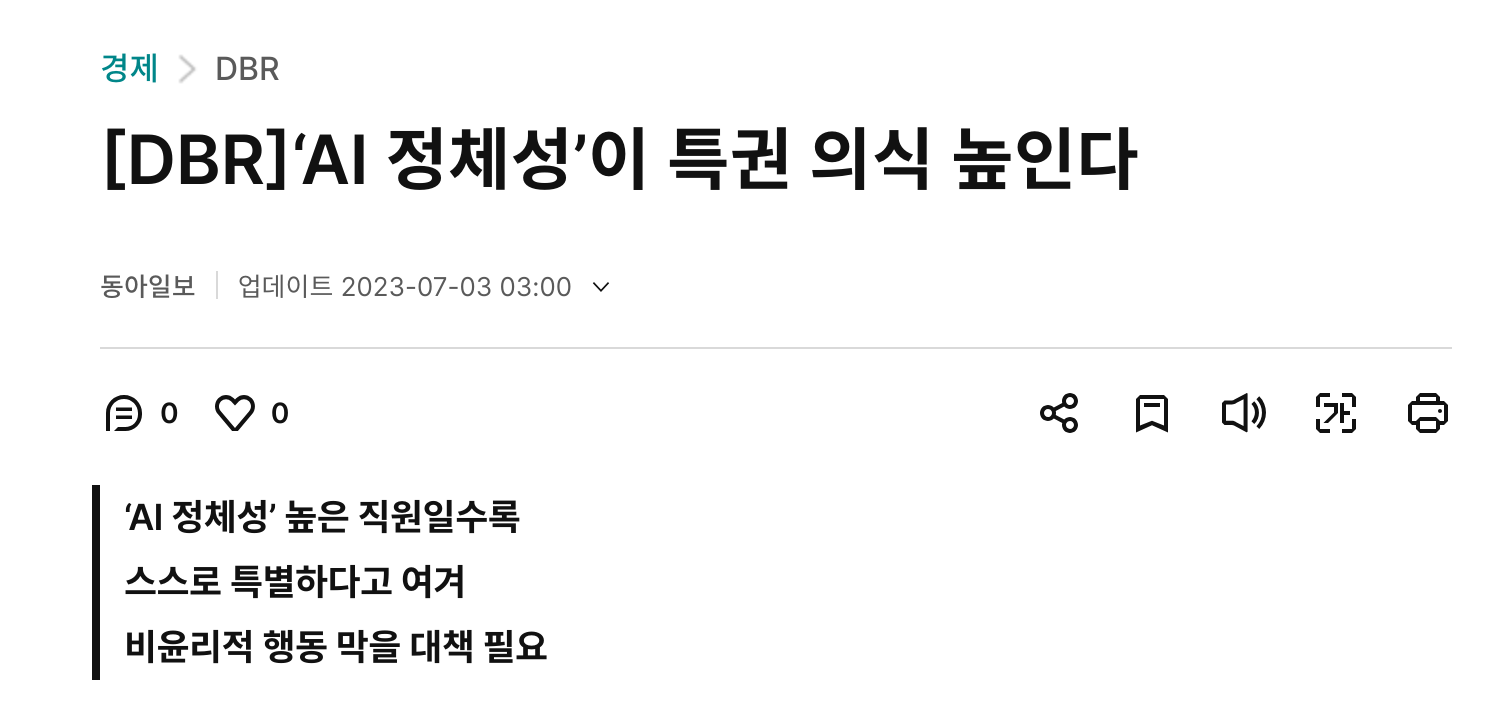 경제 > DBR
[DBR]‘AI 정체성’이 특권 의식 높인다
동아일보 | 업데이트 2023-07-03 03:00
0 0 가
‘AI 정체성’ 높은 직원일수록
스스로 특별하다고 여겨
비윤리적 행동 막을 대책 필요